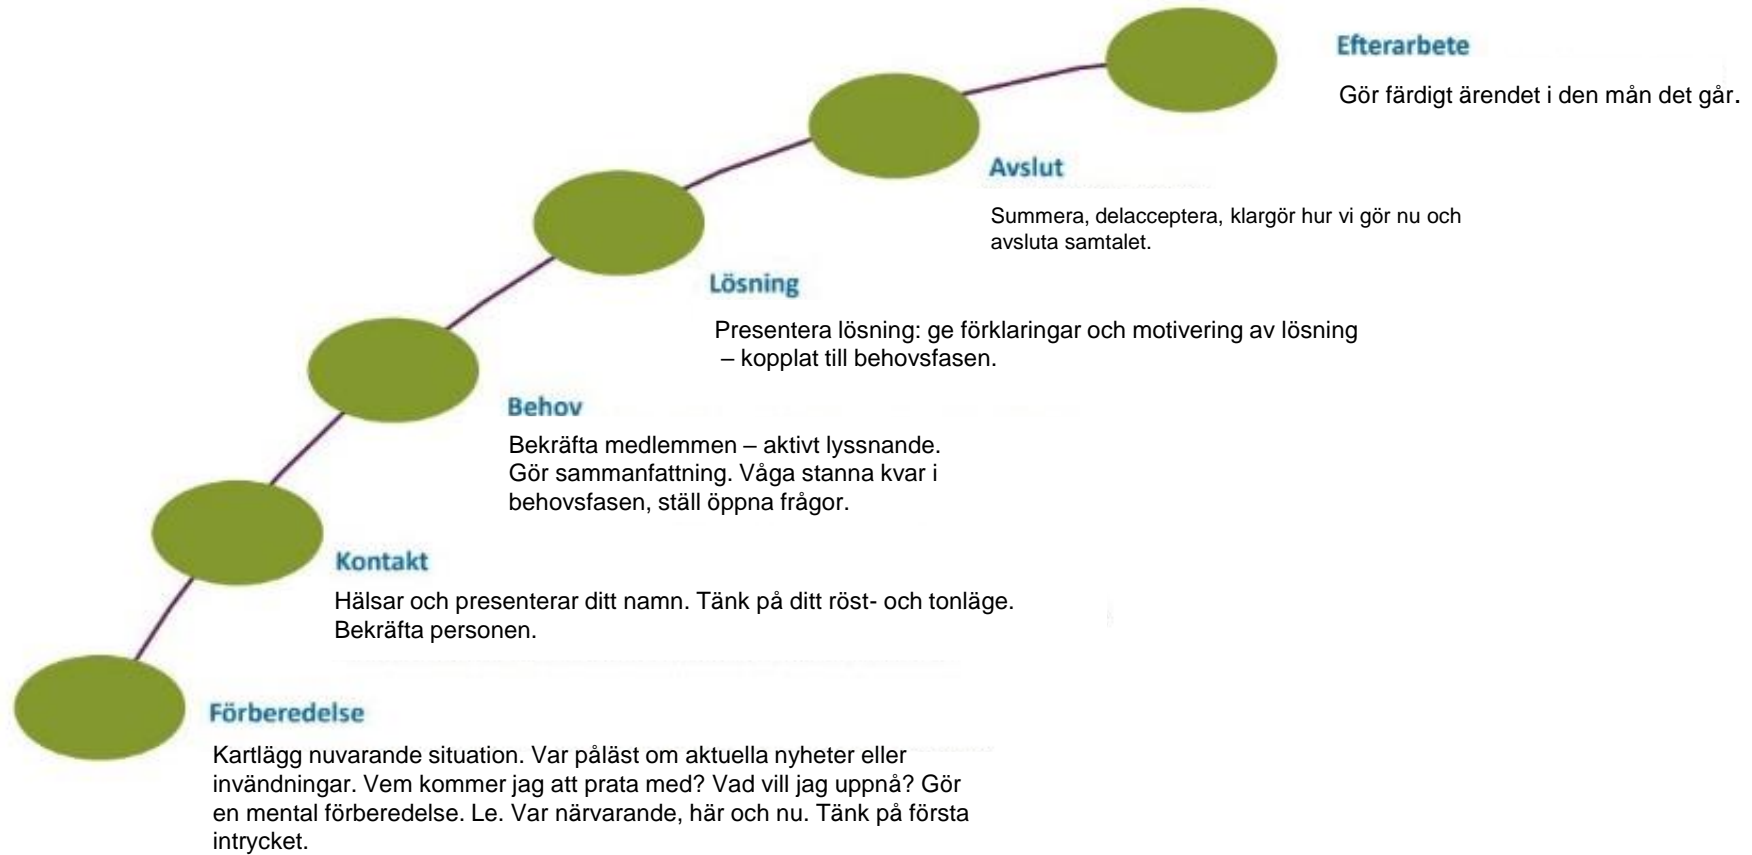 Efterarbete
Gör färdigt ärendet i den mån det går.
Avslut
Summera, delacceptera, klargör hur vi gör nu och
avsluta samtalet.
Lösning
Presentera lösning: ge förklaringar och motivering av lösning
– kopplat till behovsfasen.
Behov
Bekräfta medlemmen – aktivt lyssnande.
Gör sammanfattning. Våga stanna kvar i
behovsfasen, ställ öppna frågor.
Kontakt
Hälsar och presenterar ditt namn. Tänk på ditt röst- och tonläge.
Bekräfta personen.
Förberedelse
Kartlägg nuvarande situation. Var påläst om aktuella nyheter eller
invändningar. Vem kommer jag att prata med? Vad vill jag uppnå? Gör
en mental förberedelse. Le. Var närvarande, här och nu. Tänk på första
intrycket.